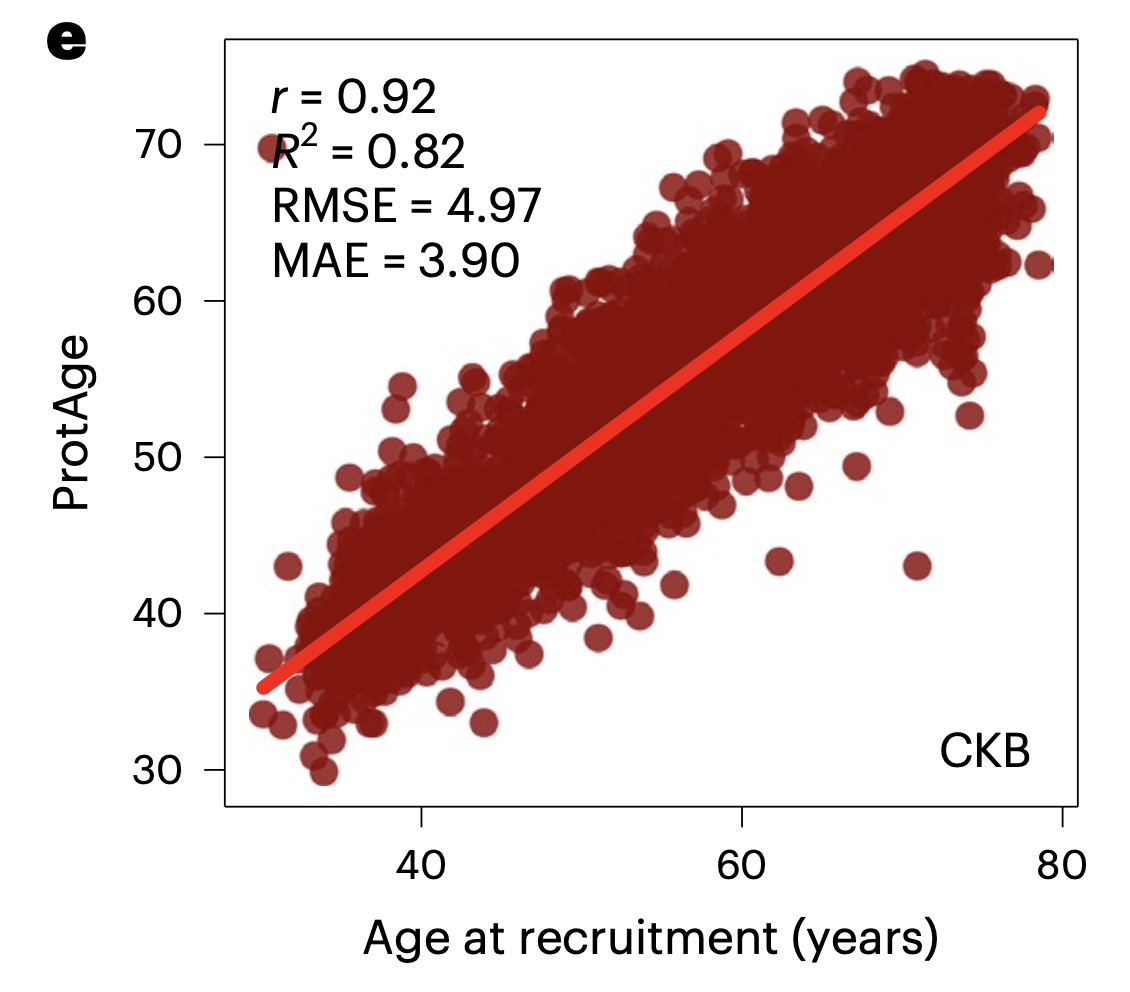 e
r = 0.92
R² = 0.82
RMSE = 4.97
MAE = 3.90
70
60
50
40
30
ProtAge
CKB
40 60 80
Age at recruitment (years)